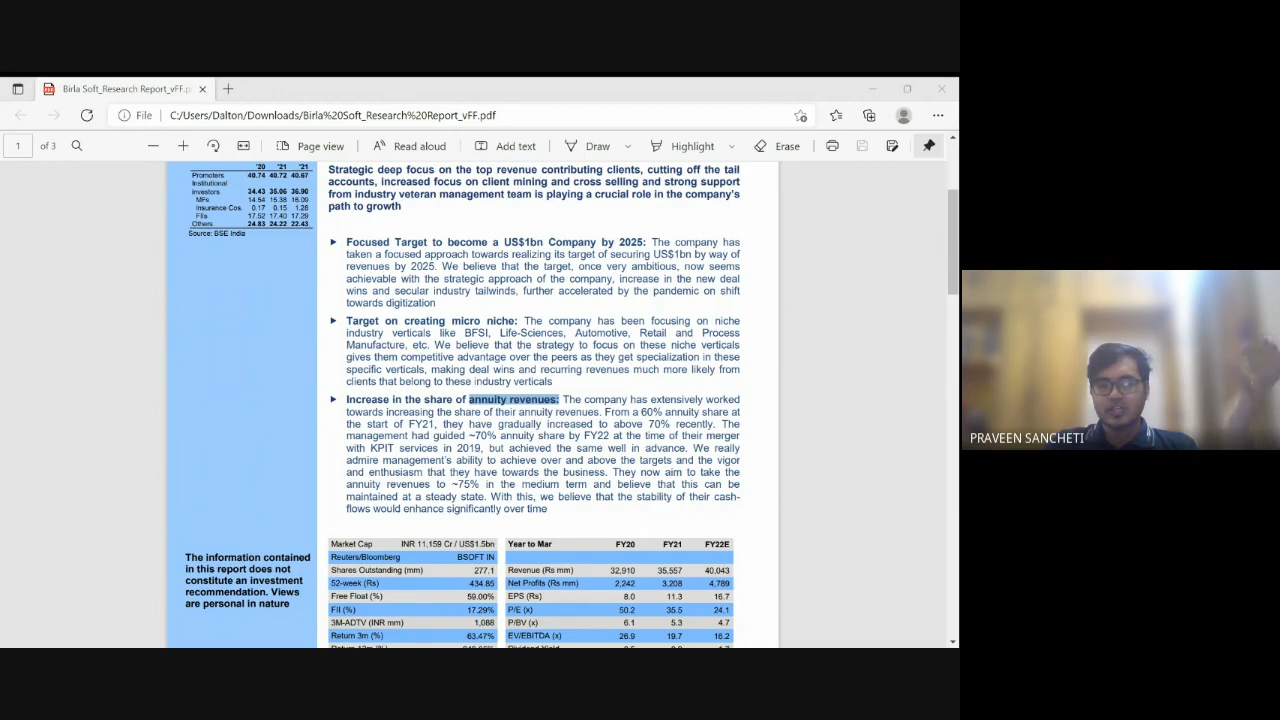 Birla Soft_Research Report_vFF.p
File
C:/Users/Dalton/Downloads/Birla%20Soft_Research%20Report_vFF.pdf
1 of 3
Page view
Read aloud
Add text
Draw
Highlight
Erase
'20 '21 '21
Promoters 40.74 40.72 40.67
Institutional
Investors 34.43 35.06 36.90
MFs 14.54 15.38 16.09
Insurance Cos. 0.17 0.15 1.28
FIIs 17.52 17.40 17.29
Others 24.83 24.22 22.43
Source: BSE India
Strategic deep focus on the top revenue contributing clients, cutting off the tail
accounts, increased focus on client mining and cross selling and strong support
from industry veteran management team is playing a crucial role in the company's
path to growth
Focused Target to become a US$1bn Company by 2025: The company has
taken a focused approach towards realizing its target of securing US$1bn by way of
revenues by 2025. We believe that the target, once very ambitious, now seems
achievable with the strategic approach of the company, increase in the new deal
wins and secular industry tailwinds, further accelerated by the pandemic on shift
towards digitization
Target on creating micro niche: The company has been focusing on niche
industry verticals like BFSI, Life-Sciences, Automotive, Retail and Process
Manufacture, etc. We believe that the strategy to focus on these niche verticals
gives them competitive advantage over the peers as they get specialization in these
specific verticals, making deal wins and recurring revenues much more likely from
clients that belong to these industry verticals
Increase in the share of annuity revenues: The company has extensively worked
towards increasing the share of their annuity revenues. From a 60% annuity share at
the start of FY21, they have gradually increased to above 70% recently. The
management had guided ~70% annuity share by FY22 at the time of their merger
with KPIT services in 2019, but achieved the same well in advance. We really
admire management's ability to achieve over and above the targets and the vigor
and enthusiasm that they have towards the business. They now aim to take the
annuity revenues to ~75% in the medium term and believe that this can be
maintained at a steady state. With this, we believe that the stability of their cash-
flows would enhance significantly over time
The information contained
in this report does not
constitute an investment
recommendation. Views
are personal in nature
Market Cap INR 11,159 Cr / US$1.5bn
Reuters/Bloomberg BSOFT IN
Shares Outstanding (mm) 277.1
52-week (Rs) 434.85
Free Float (%) 59.00%
FII (%) 17.29%
3M-ADTV (INR mm) 1,088
Return 3m (%) 63.47%
Year to Mar FY20 FY21 FY22E
Revenue (Rs mm) 32,910 35,557 40,043
Net Profits (Rs mm) 2,242 3,208 4,789
EPS (Rs) 8.0 11.3 16.7
P/E (x) 50.2 35.5 24.1
P/BV (x) 6.1 5.3 4.7
EV/EBITDA (x) 26.9 19.7 16.2
PRAVEEN SANCHETI